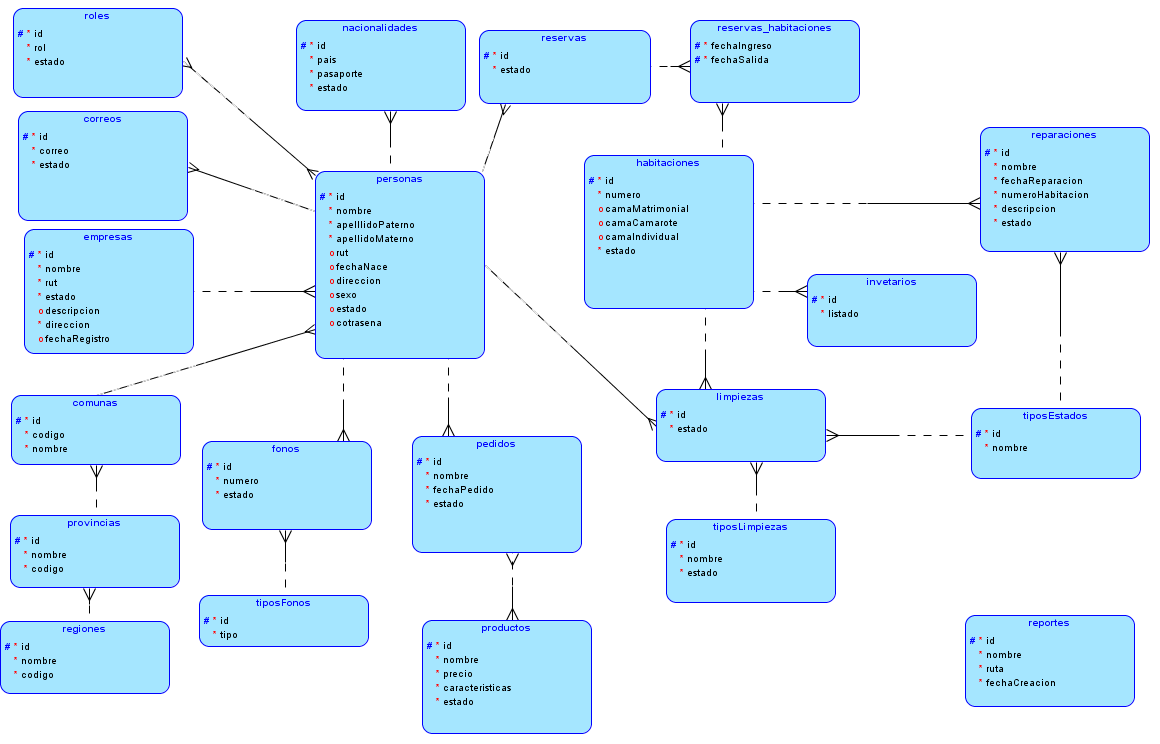 roles
# * id
* rol
* estado
nacionalidades
# * id
* pais
* pasaporte
* estado
reservas
# * id
* estado
reservas_habitaciones
# * fechaIngreso
# * fechaSalida
correos
# * id
* correo
* estado
personas
# * id
* nombre
* apelllidoPaterno
* apellidoMaterno
o rut
o fechaNace
o direccion
o sexo
o estado
o cotrasena
habitaciones
# * id
* numero
o camaMatrimonial
o camaCamarote
o camaIndividual
* estado
reparaciones
# * id
* nombre
* fechaReparacion
* numeroHabitacion
* descripcion
* estado
empresas
# * id
* nombre
* rut
* estado
o descripcion
* direccion
o fechaRegistro
invetarios
# * id
* listado
comunas
# * id
* codigo
* nombre
fonos
# * id
* numero
* estado
pedidos
# * id
* nombre
* fechaPedido
* estado
limpiezas
# * id
* estado
tiposEstados
# * id
* nombre
provincias
# * id
* nombre
* codigo
tiposFonos
# * id
* tipo
tiposLimpiezas
# * id
* nombre
* estado
regiones
# * id
* nombre
* codigo
productos
# * id
* nombre
* precio
* caracteristicas
* estado
reportes
# * id
* nombre
* ruta
* fechaCreacion